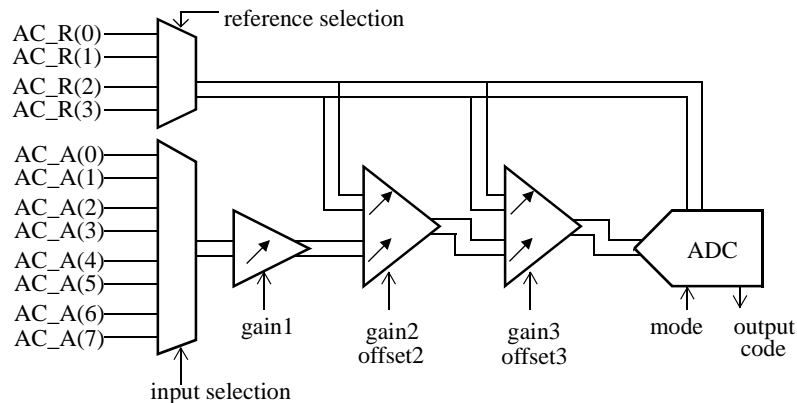 reference selection
AC_R(0)
AC_R(1)
AC_R(2)
AC_R(3)
AC_A(0)
AC_A(1)
AC_A(2)
AC_A(3)
AC_A(4)
AC_A(5)
AC_A(6)
AC_A(7)
ADC
gain1
gain2
offset2
gain3
offset3
mode
output
code
input selection